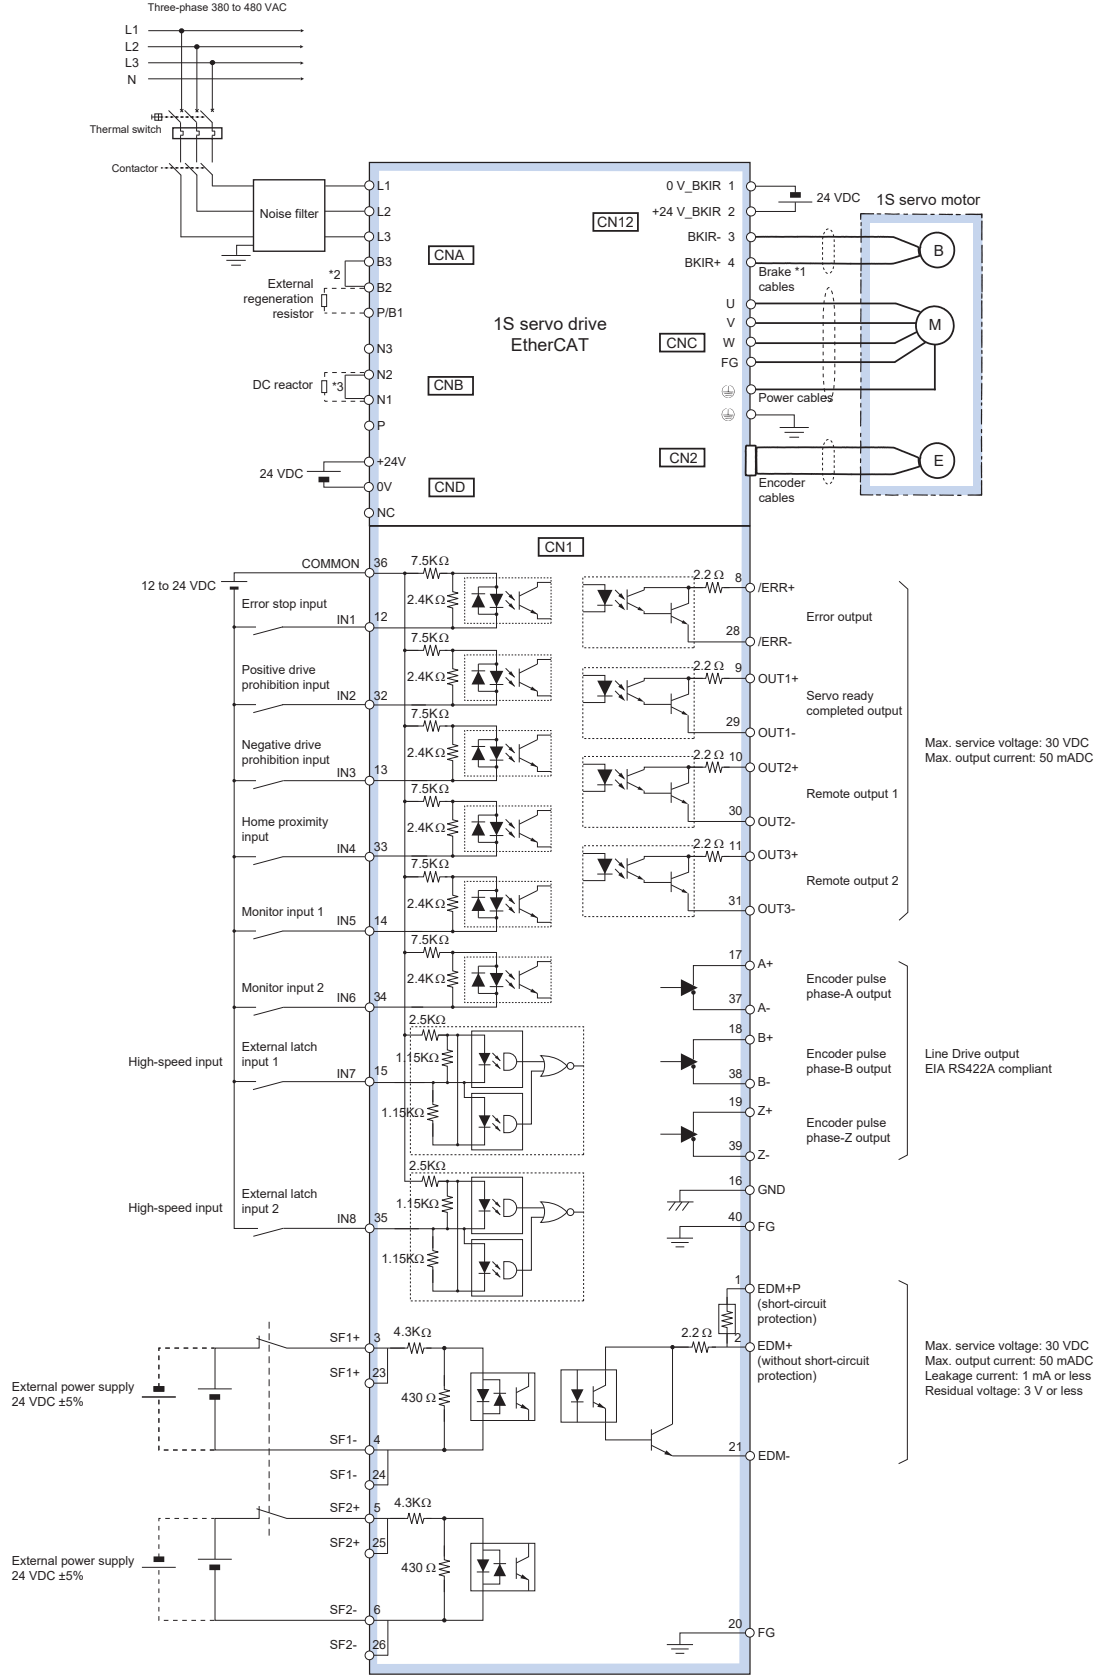 Three-phase 380 to 480 VAC
L1
L2
L3
N
Thermal switch
Contactor
Noise filter
L1
L2
L3
B3
*2
B2
External
regeneration
resistor
P/B1
N3
N2
DC reactor
*3
N1
P
+24V
24 VDC
0V
NC
CNA
CNB
CND
1S servo drive
EtherCAT
CN12
CNC
CN2
0 V_BKIR 1
+24 V_BKIR 2
BKIR- 3
BKIR+ 4
24 VDC
1S servo motor
B
Brake *1
cables
U
V
W
FG
M
Power cables
E
Encoder
cables
CN1
COMMON 36
12 to 24 VDC
7.5KΩ
2.4KΩ
Error stop input
IN1 12
7.5KΩ
2.4KΩ
Positive drive
prohibition input
IN2 32
7.5KΩ
2.4KΩ
Negative drive
prohibition input
IN3 13
7.5KΩ
2.4KΩ
Home proximity
input
IN4 33
7.5KΩ
2.4KΩ
Monitor input 1
IN5 14
7.5KΩ
2.4KΩ
Monitor input 2
IN6 34
2.5KΩ
1.15KΩ
High-speed input
External latch
input 1
IN7 15
1.15KΩ
2.5KΩ
1.15KΩ
High-speed input
External latch
input 2
IN8 35
1.15KΩ
2.2 Ω 8
/ERR+
Error output
28
/ERR-
2.2 Ω 9
OUT1+
Servo ready
completed output
29
OUT1-
2.2 Ω 10
OUT2+
Remote output 1
30
OUT2-
2.2 Ω 11
OUT3+
Remote output 2
31
OUT3-
Max. service voltage: 30 VDC
Max. output current: 50 mADC
17
A+
Encoder pulse
phase-A output
37
A-
18
B+
Encoder pulse
phase-B output
38
B-
19
Z+
Encoder pulse
phase-Z output
39
Z-
Line Drive output
EIA RS422A compliant
16
GND
40
FG
1
EDM+P
(short-circuit
protection)
2.2 Ω 2
EDM+
(without short-circuit
protection)
21
EDM-
Max. service voltage: 30 VDC
Max. output current: 50 mADC
Leakage current: 1 mA or less
Residual voltage: 3 V or less
SF1+ 3
4.3KΩ
SF1+ 23
430 Ω
External power supply
24 VDC ±5%
SF1- 4
SF1- 24
SF2+ 5
4.3KΩ
SF2+ 25
430 Ω
External power supply
24 VDC ±5%
SF2- 6
SF2- 26
20
FG